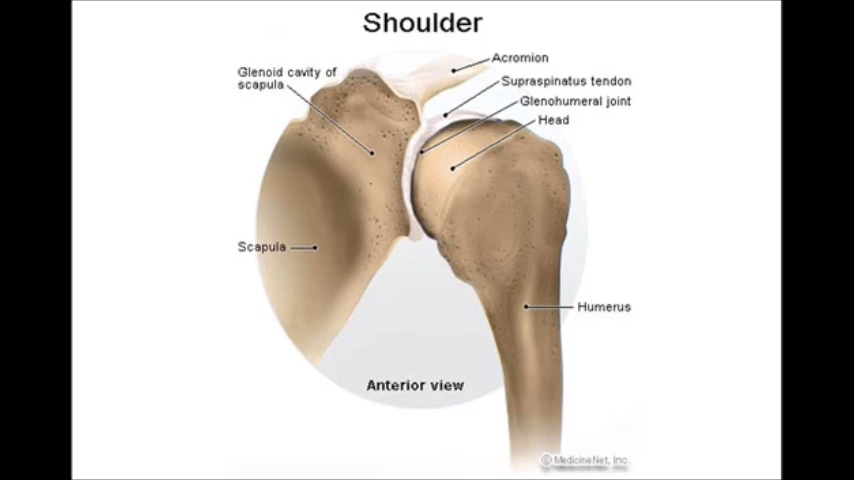 Shoulder
Acromion
Glenoid cavity of
scapula
Supraspinatus tendon
Glenohumeral joint
Head
Scapula
Humerus
Anterior view
© MedicineNet, Inc.